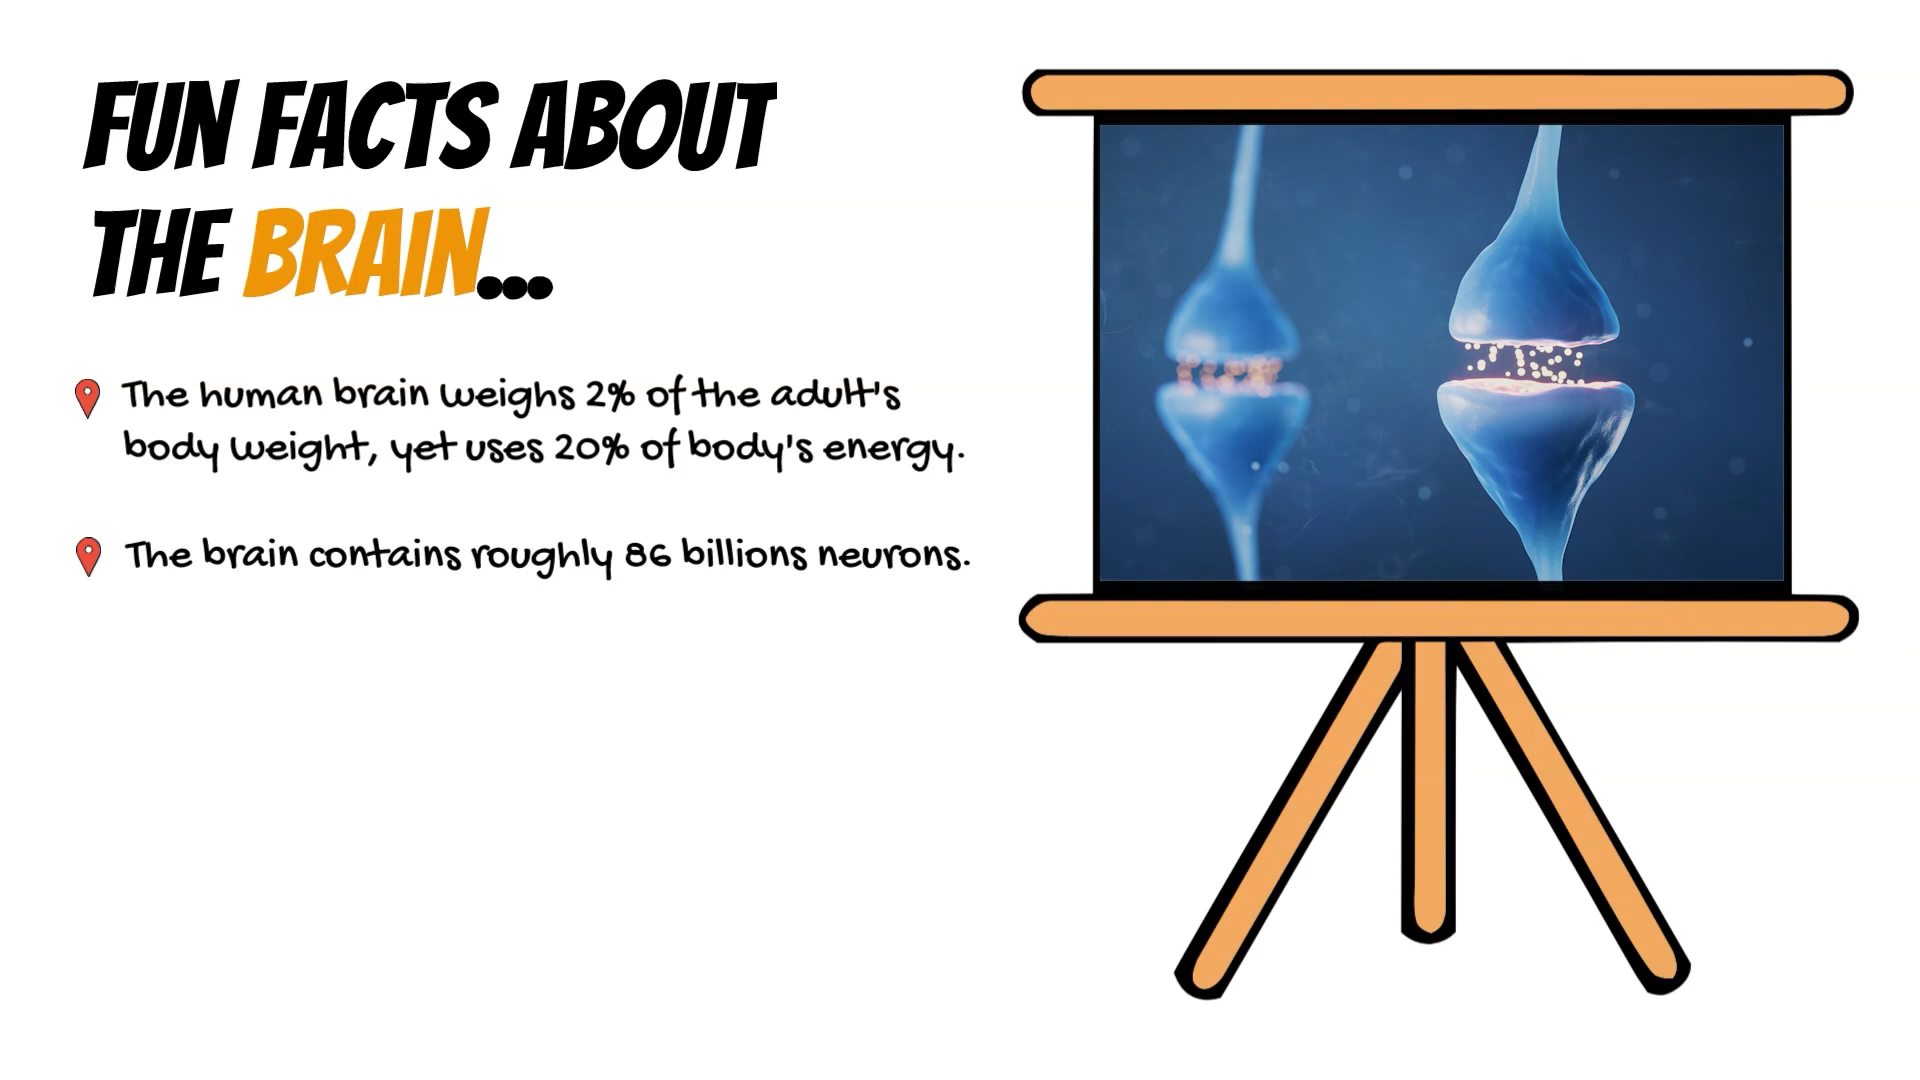 FUN FACTS ABOUT
THE BRAIN...
The human brain weighs 2% of the adult's
body weight, yet uses 20% of body's energy.
The brain contains roughly 86 billions neurons.